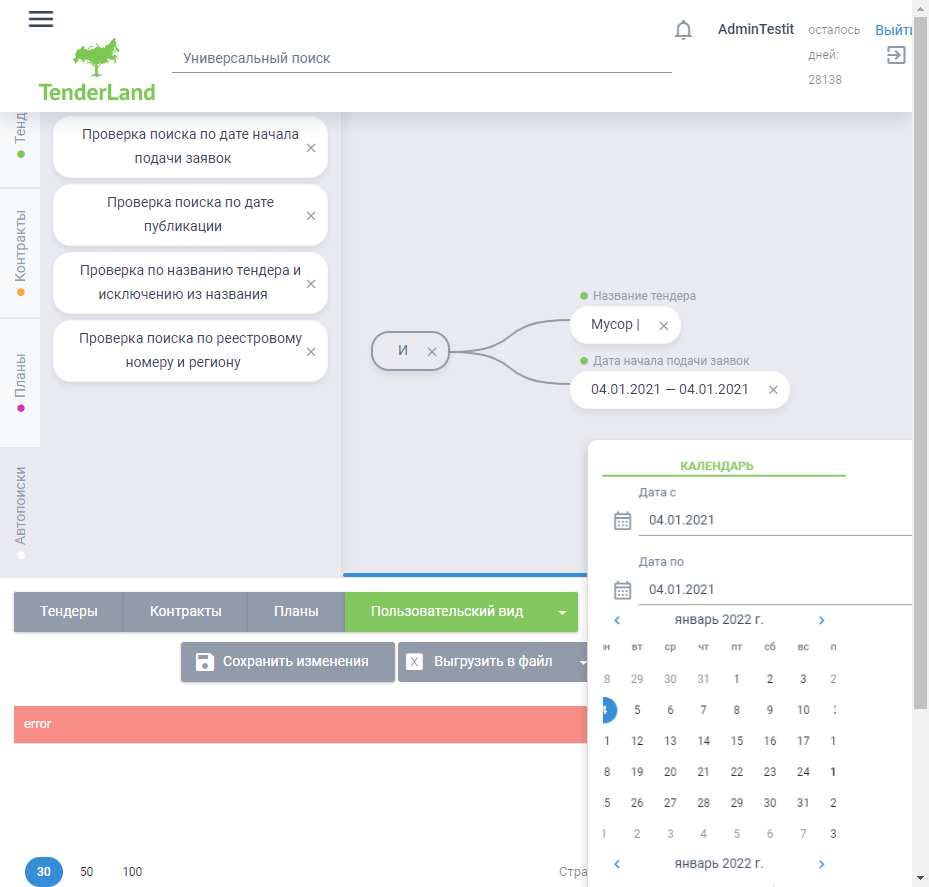 AdminTestit
осталось
дней:
28138
Выйти
Универсальный поиск
TenderLand
Тенд
Контракты
Планы
Автопоиски
Проверка поиска по дате начала
подачи заявок
Проверка поиска по дате
публикации
Проверка по названию тендера и
исключению из названия
Проверка поиска по реестровому
номеру и региону
И
Название тендера
Мусор |
Дата начала подачи заявок
04.01.2021 — 04.01.2021
КАЛЕНДАРЬ
Дата с
04.01.2021
Дата по
04.01.2021
январь 2022 г.
н вт ср чт пт сб вс п
8 29 30 31 1 2 3 2
4 5 6 7 8 9 10
1 12 13 14 15 16 17 1
8 19 20 21 22 23 24 1
5 26 27 28 29 30 31 2
1 2 3 4 5 6 7 3
январь 2022 г.
Тендеры Контракты Планы Пользовательский вид
Сохранить изменения
X Выгрузить в файл
error
30 50 100
Стра